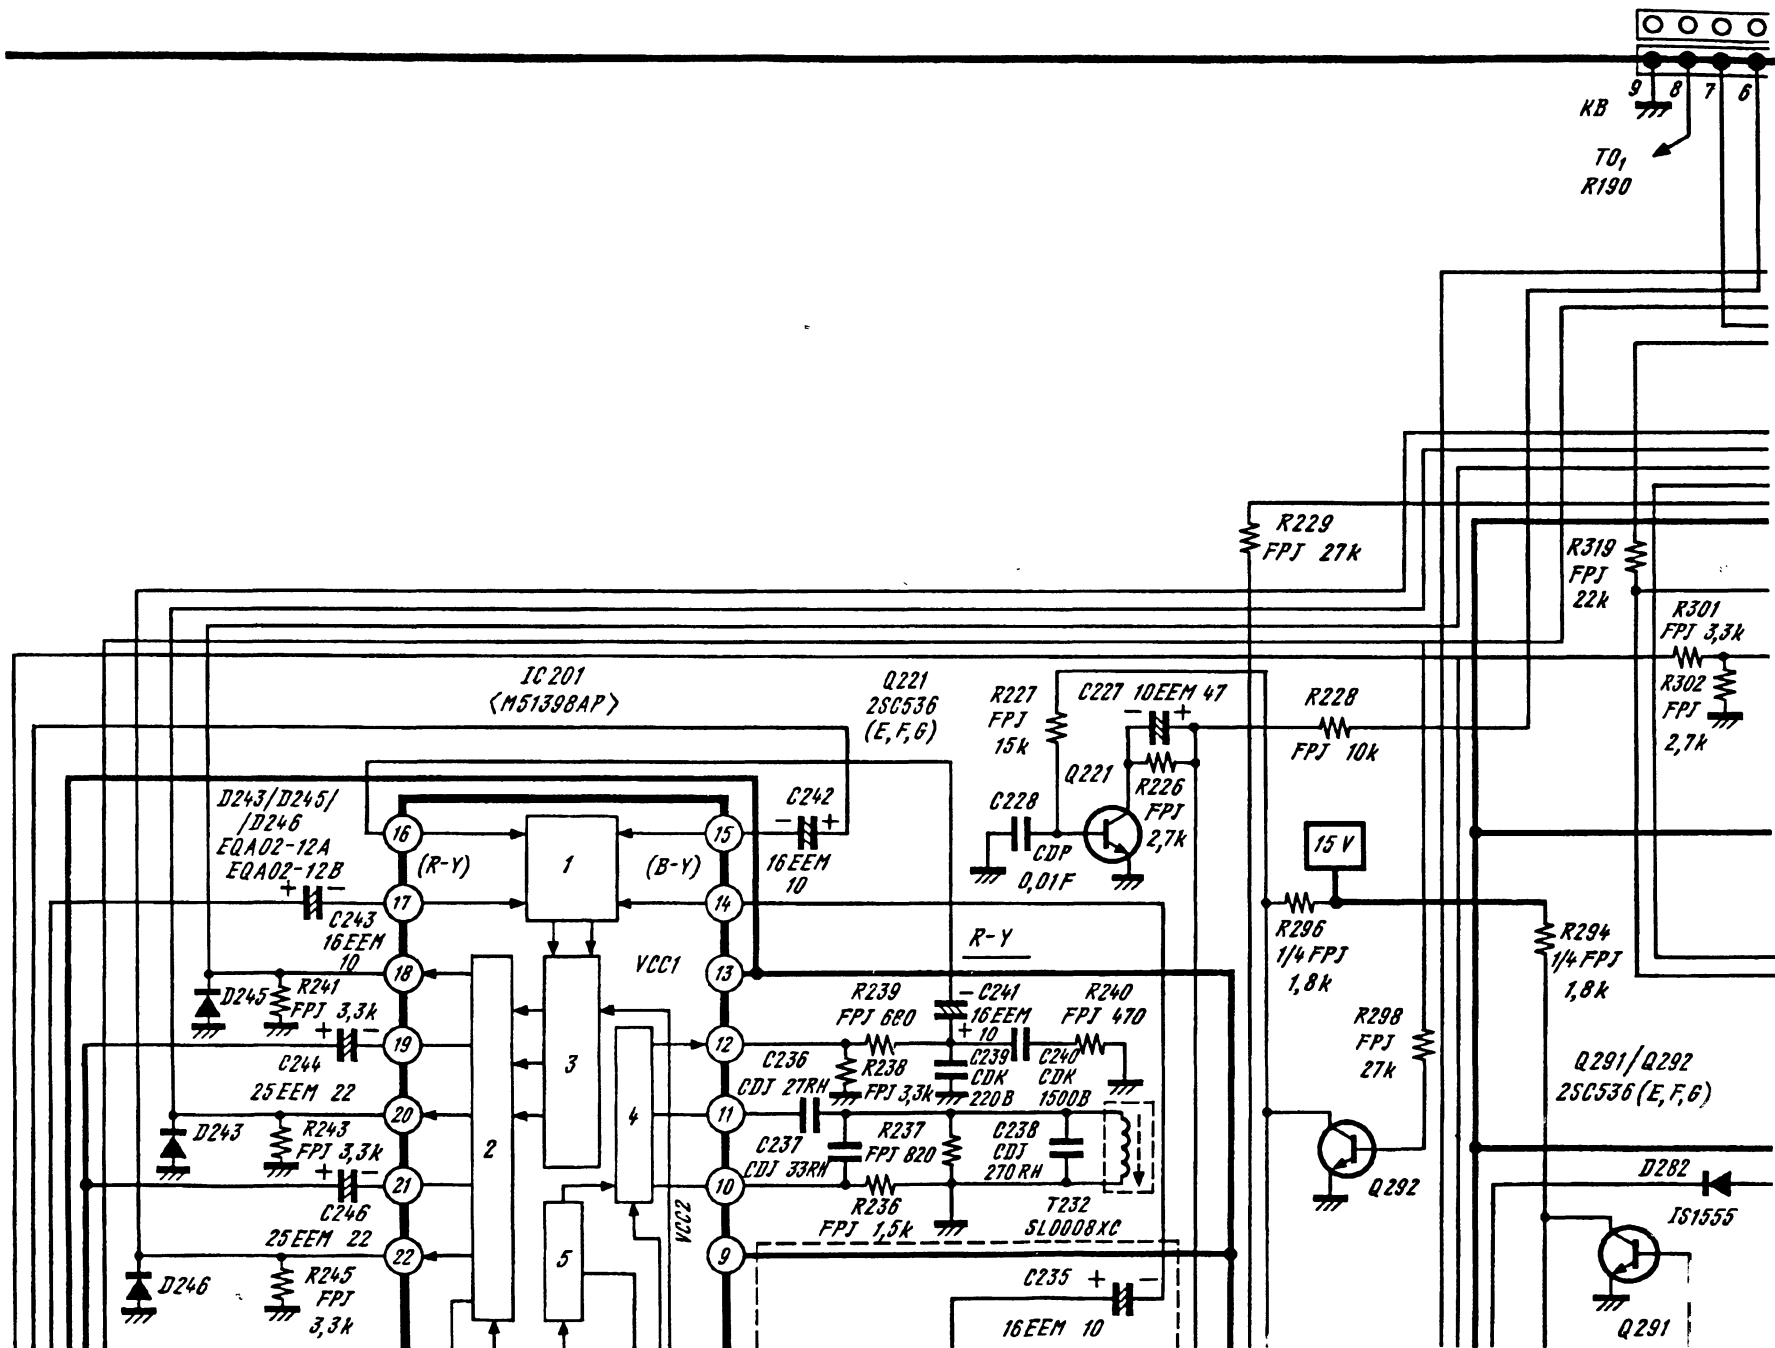 9 8 7 6
KB
TO1
R190
R229
FPJ 27k
R319
FPJ
22k
R301
FPJ 3,3k
R302
FPJ
2,7k
IC201
<M51398AP>
Q221
2SC536
(E,F,G)
R227
FPJ
15k
C227 10EEM 47
- +
R228
FPJ 10k
Q221
R226
FPJ
2,7k
C228
CDP
0,01F
D243/D245/
/D246
EQA02-12A
EQA02-12B
C242
- +
16EEM
10
16
(R-Y)
1
(B-Y)
15
15 V
+ -
C243
16EEM
10
17
14
R296
1/4 FPJ
1,8k
R294
1/4 FPJ
1,8k
R-Y
18
VCC1
13
D245
R241
FPJ 3,3k
R239
FPJ 680
- C241
16EEM
+ 10
R240
FPJ 470
R298
FPJ
27k
+ -
C244
25EEM 22
19
3
12
C236
CDJ 27RH
R238
FPJ 3,3k
C239
CDK
220B
C240
CDK
1500B
Q291/Q292
2SC536(E,F,G)
D243
R243
FPJ 3,3k
20
2
4
11
C237
CDJ 33RH
R237
FPJ 820
C238
CDJ
270RH
Q292
D282
IS1555
+ -
C246
25EEM 22
21
10
R236
FPJ 1,5k
T232
SL0008XC
VCC2
22
5
9
D246
R245
FPJ
3,3k
C235 + -
16EEM 10
Q291